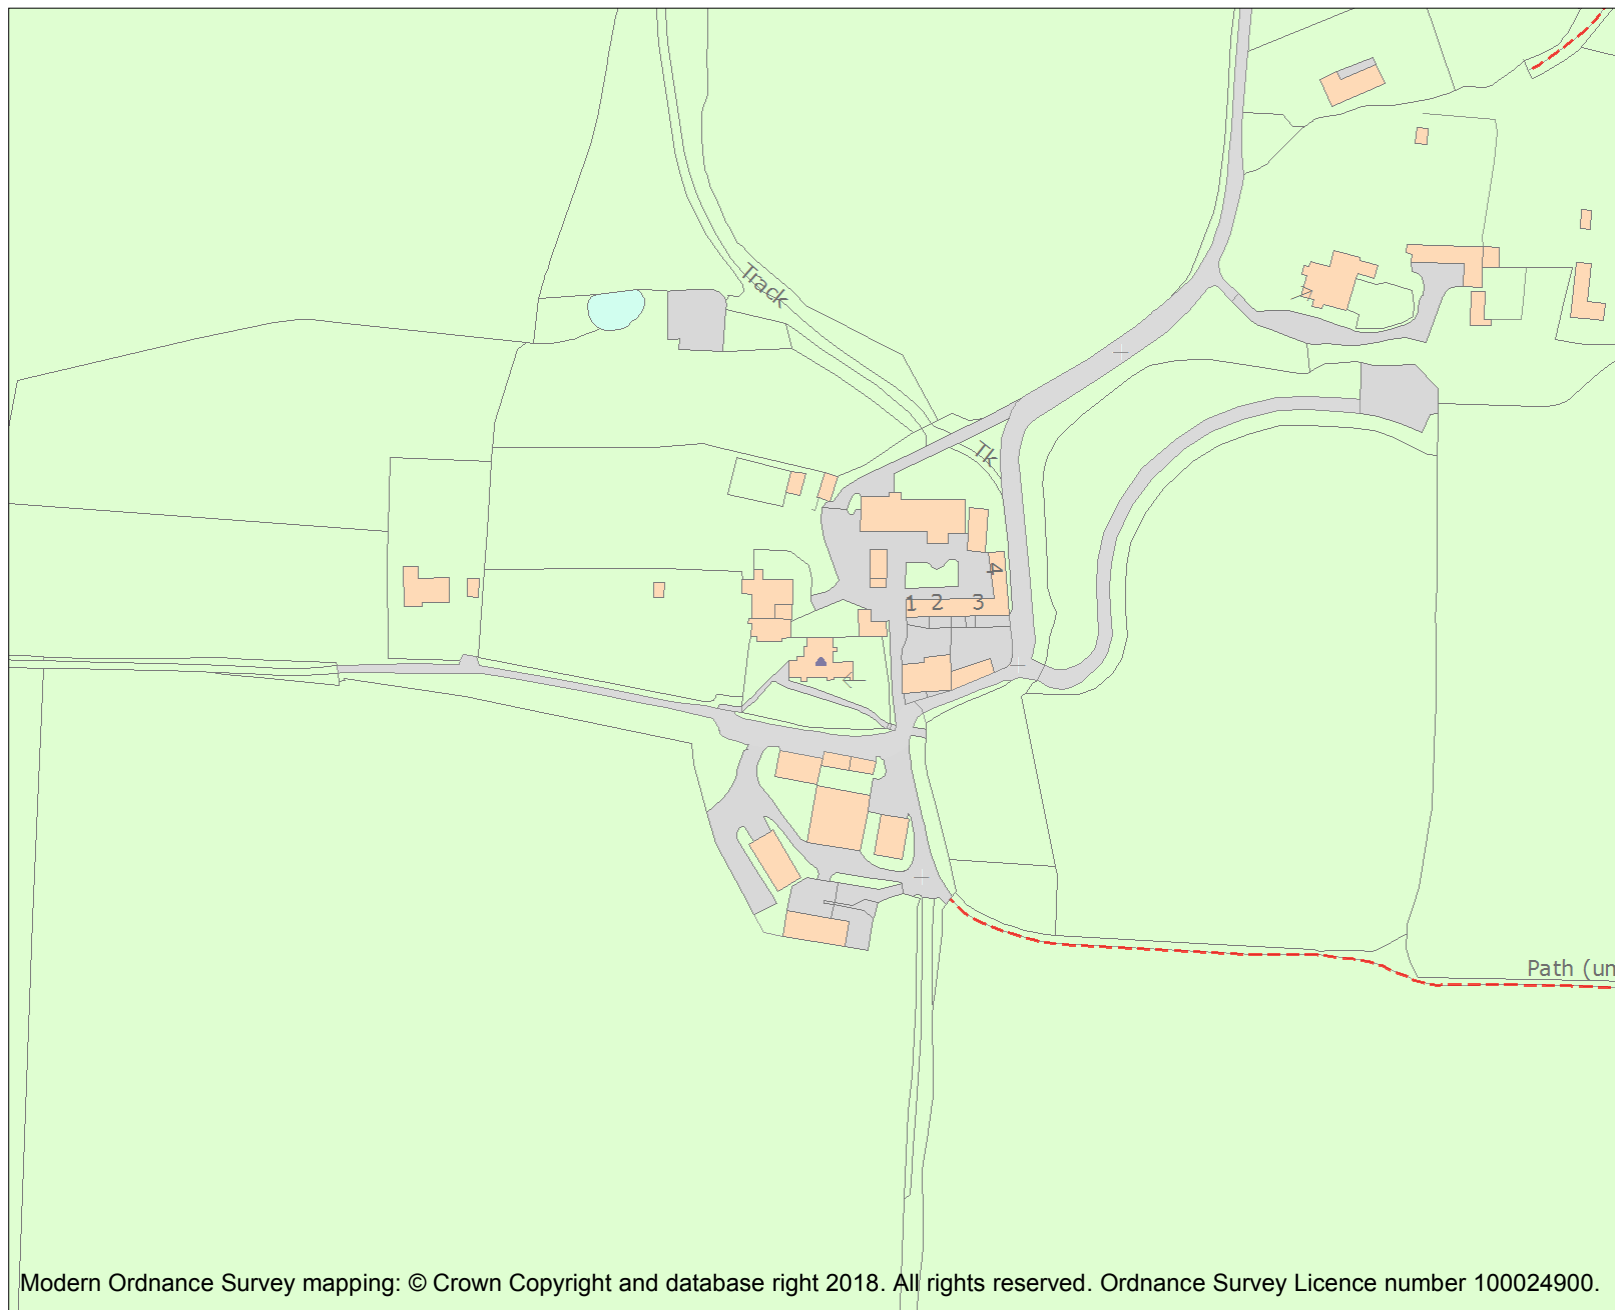 Track
Tk
4
1 2 3
Path (un
Modern Ordnance Survey mapping: © Crown Copyright and database right 2018. All rights reserved. Ordnance Survey Licence number 100024900.